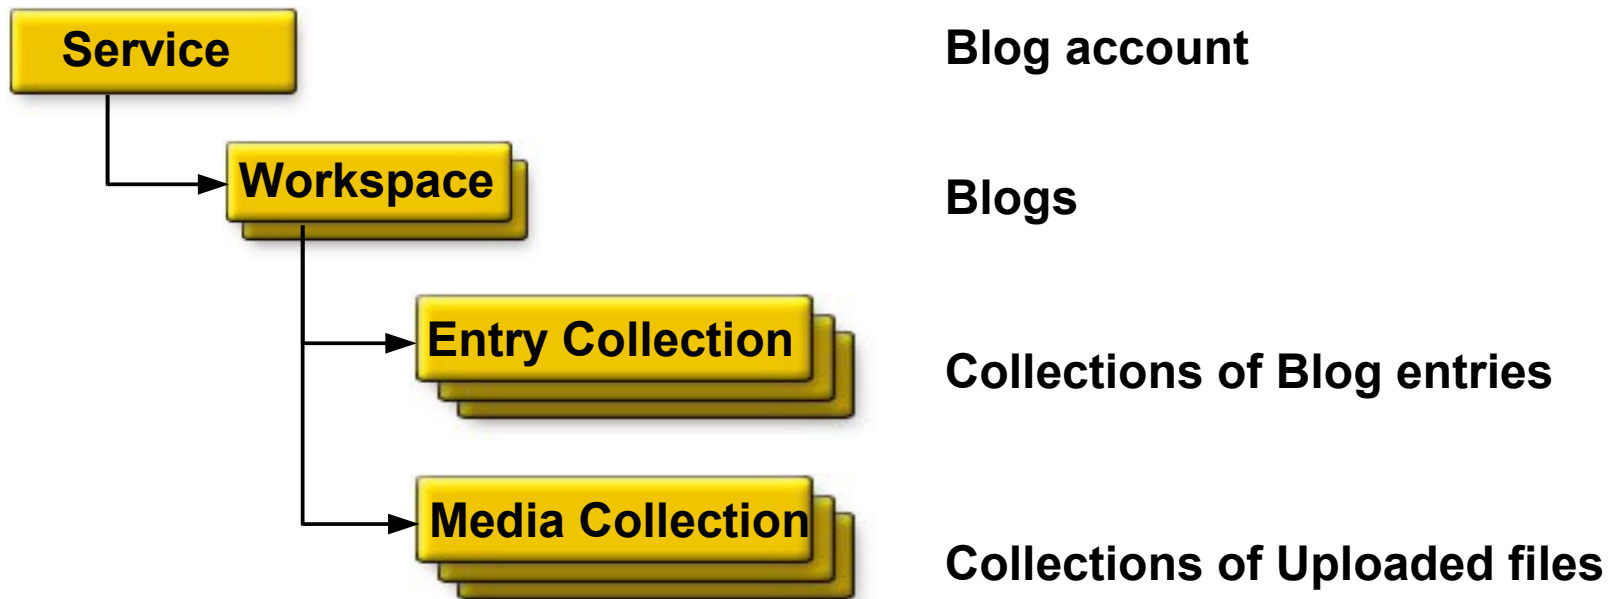 Service
Blog account
Workspace
Blogs
Entry Collection
Collections of Blog entries
Media Collection
Collections of Uploaded files